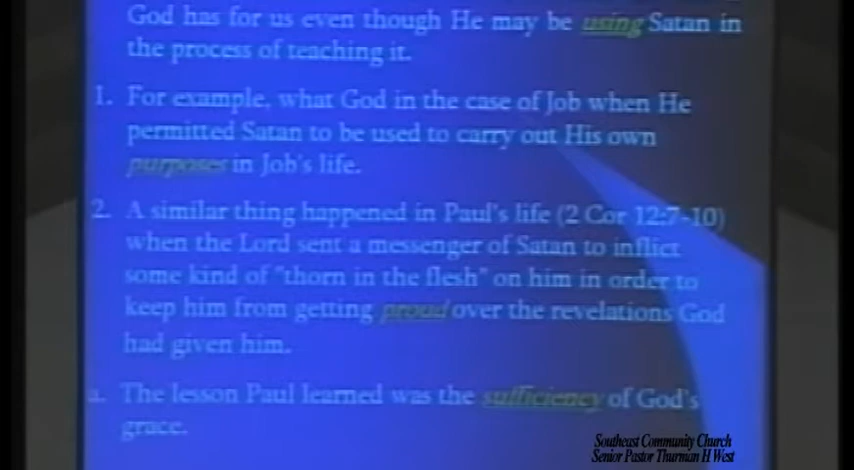 God has for us even though He may be using Satan in
the process of teaching it.
1. For example, what God in the case of Job when He
permitted Satan to be used to carry out His own
purposes in Job's life.
2. A similar thing happened in Paul's life (2 Cor 12:7-10)
when the Lord sent a messenger of Satan to inflict
some kind of "thorn in the flesh" on him in order to
keep him from getting proud over the revelations God
had given him.
a. The lesson Paul learned was the sufficiency of God's
grace.
Southeast Community Church
Senior Pastor Thurman H West